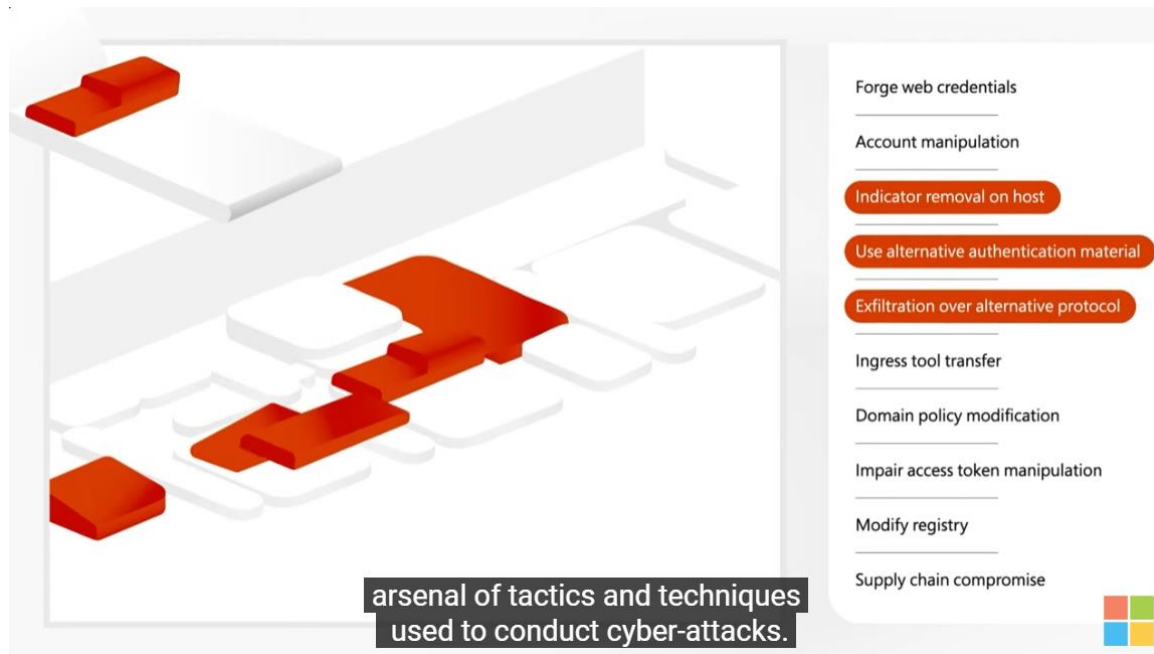 Forge web credentials
Account manipulation
Indicator removal on host
Use alternative authentication material
Exfiltration over alternative protocol
Ingress tool transfer
Domain policy modification
Impair access token manipulation
Modify registry
Supply chain compromise
arsenal of tactics and techniques
used to conduct cyber-attacks.